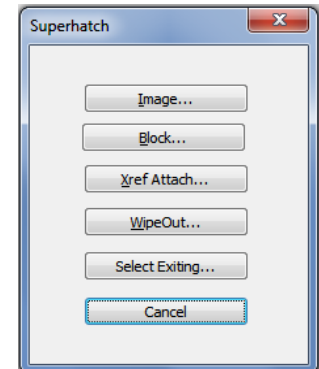 Superhatch
Image...
Block...
Xref Attach...
WipeOut...
Select Exiting...
Cancel